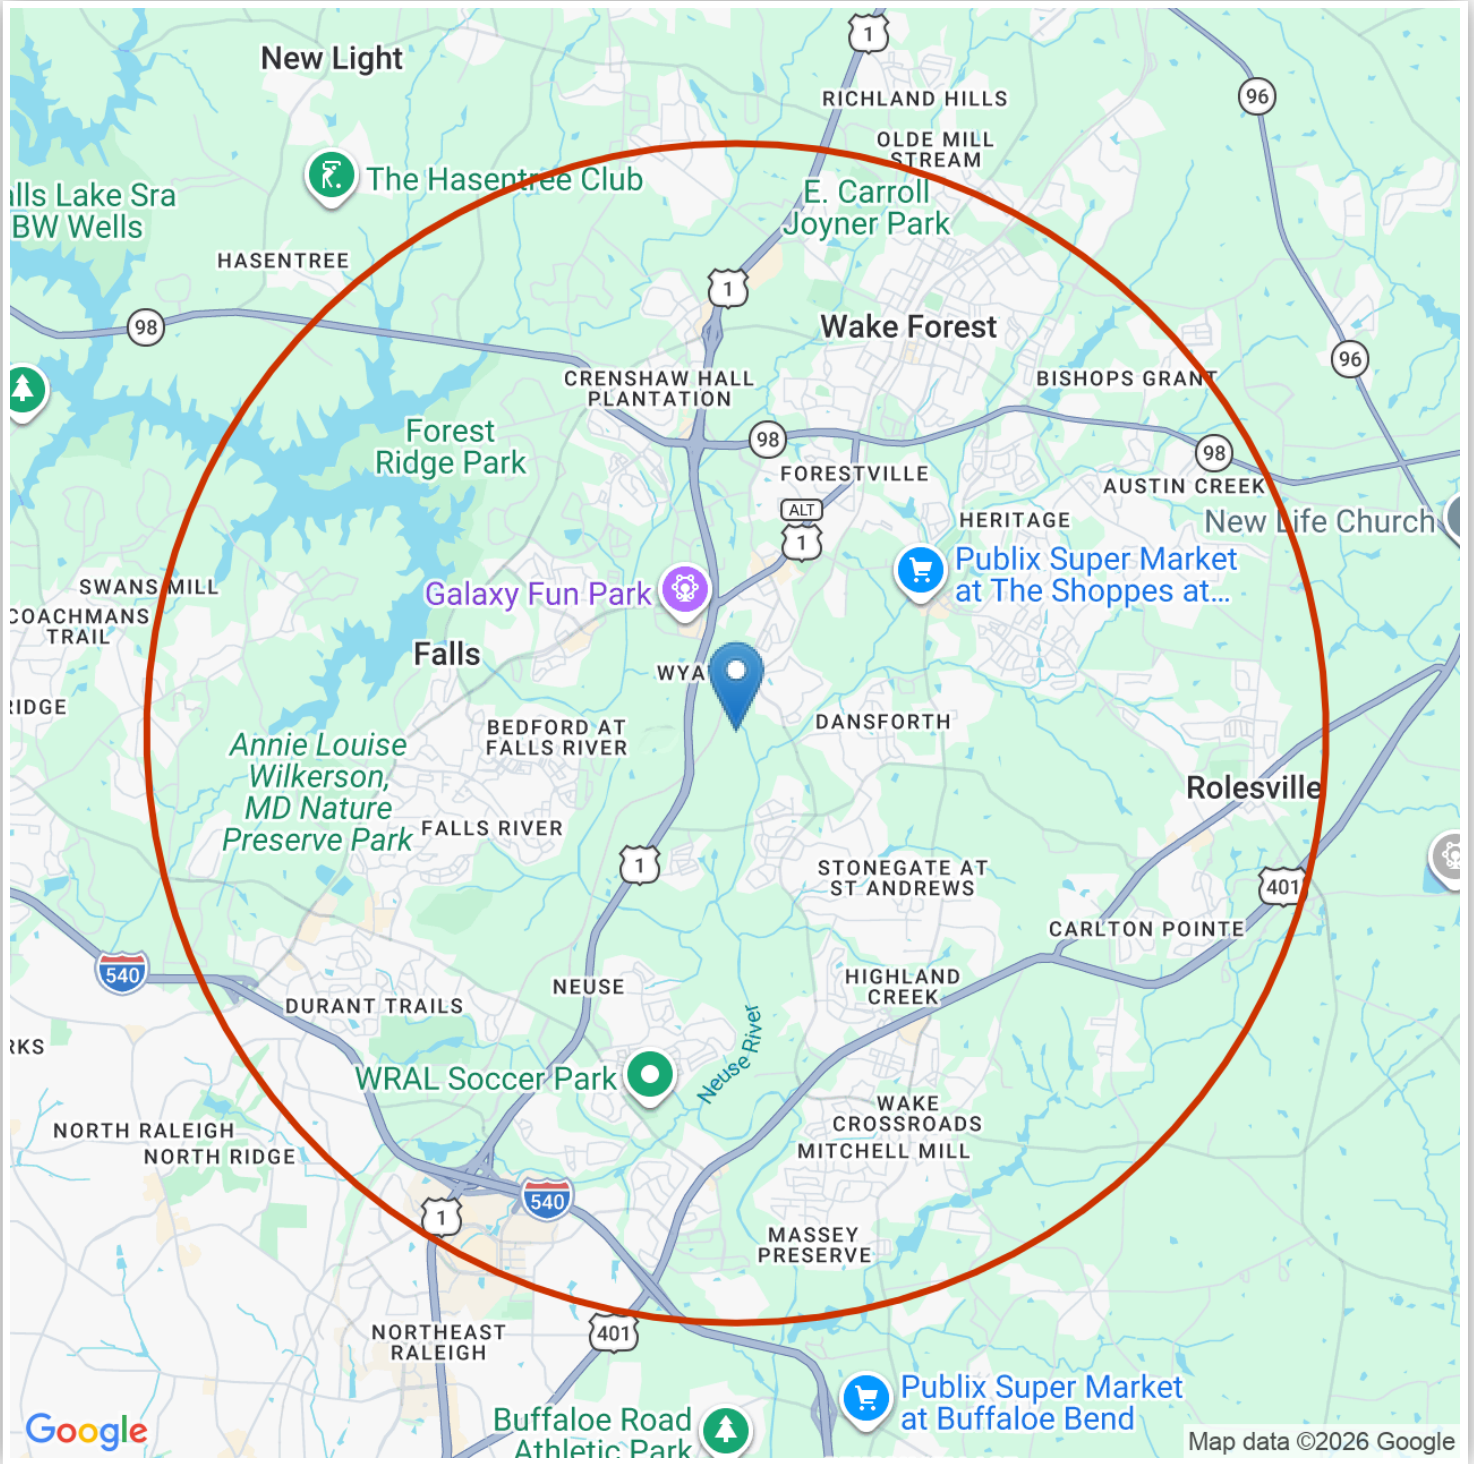 New Light
1
RICHLAND HILLS
96
OLDE MILL
STREAM
The Hasentree Club
alls Lake Sra
BW Wells
E. Carroll
Joyner Park
HASENTREE
1
98
Wake Forest
96
CRENSHAW HALL
PLANTATION
BISHOPS GRANT
Forest
Ridge Park
98
98
FORESTVILLE
AUSTIN CREEK
ALT
1
HERITAGE
New Life Church
Publix Super Market
at The Shoppes at...
Galaxy Fun Park
SWANS MILL
COACHMANS
TRAIL
Falls
WYA
RIDGE
BEDFORD AT
FALLS RIVER
DANSFORTH
Annie Louise
Wilkerson,
MD Nature
Preserve Park
Rolesville
FALLS RIVER
1
STONEGATE AT
ST ANDREWS
401
CARLTON POINTE
540
NEUSE
HIGHLAND
CREEK
DURANT TRAILS
RKS
Neuse River
WRAL Soccer Park
WAKE
CROSSROADS
NORTH RALEIGH
NORTH RIDGE
MITCHELL MILL
540
1
MASSEY
PRESERVE
NORTHEAST
RALEIGH
401
Publix Super Market
at Buffaloe Bend
Buffaloe Road
Athletic Park
Google
Map data ©2026 Google